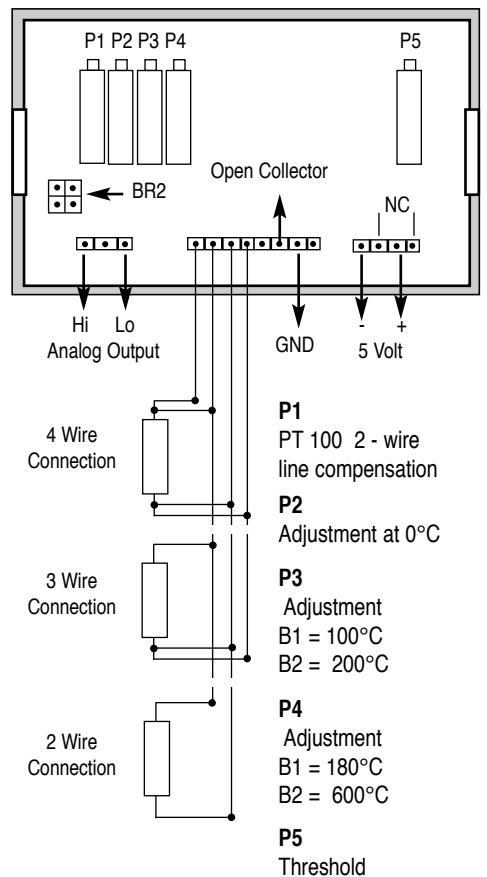 P1 P2 P3 P4
P5
Open Collector
BR2
NC
Hi Lo
Analog Output
GND
- +
5 Volt
4 Wire
Connection
3 Wire
Connection
2 Wire
Connection
P1
PT 100 2 - wire
line compensation
P2
Adjustment at 0°C
P3
Adjustment
B1 = 100°C
B2 = 200°C
P4
Adjustment
B1 = 180°C
B2 = 600°C
P5
Threshold